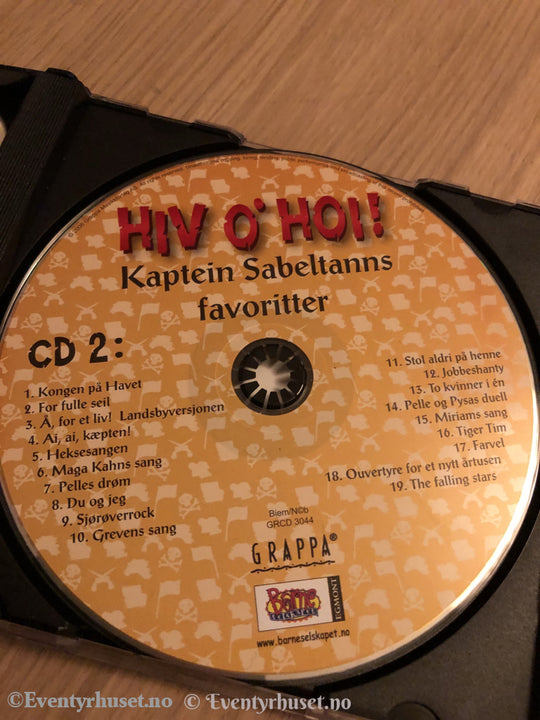 HIV O' HOI!
Kaptein Sabeltanns
favoritter
CD 2:
1. Kongen på Havet
2. For fulle seil
3. Å, for et liv! Landsbyversjonen
4. Ai, ai, kæpten!
5. Heksesangen
6. Maga Kahns sang
7. Pelles drøm
8. Du og jeg
9. Sjørøverrock
10. Grevens sang
11. Stol aldri på henne
12. Jobbeshanty
13. To kvinner i én
14. Pelle og Pysas duell
15. Miriams sang
16. Tiger Tim
17. Farvel
18. Ouvertyre for et nytt årtusen
19. The falling stars
Biem/N©b
GRCD 3044
GRAPPA®
Barne
EGMONT
www.barneselskapet.no
©Eventyrhuset.no © Eventyrhuset.no